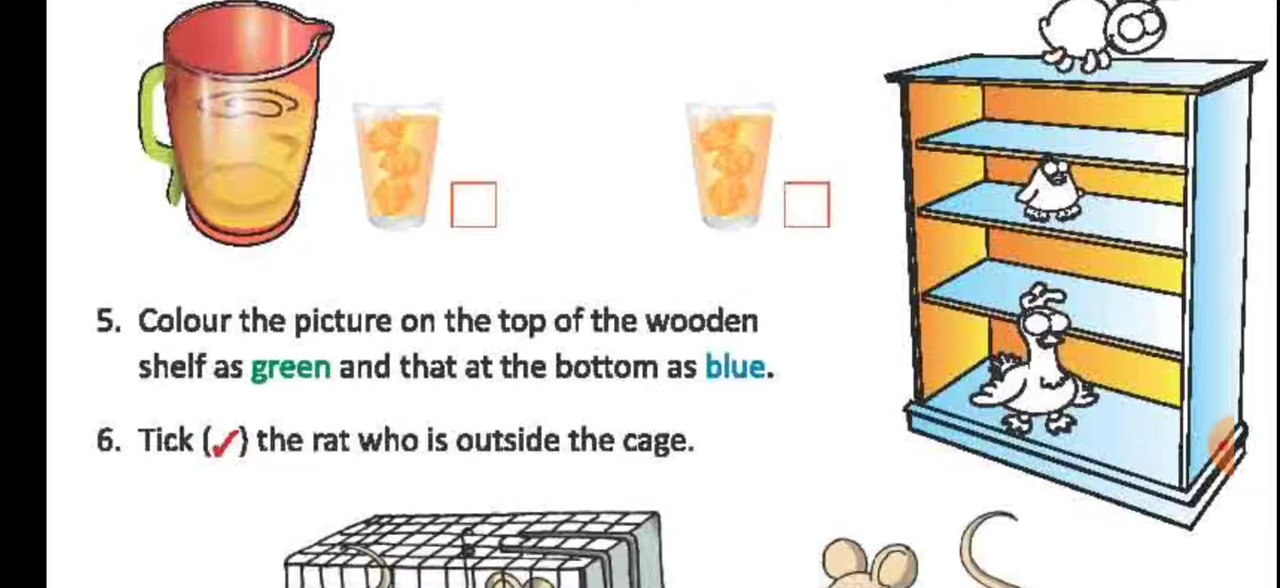 5. Colour the picture on the top of the wooden
shelf as green and that at the bottom as blue.
6. Tick (✓) the rat who is outside the cage.